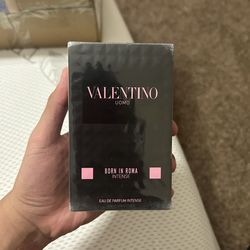 VALENTINO
UOMO
BORN IN ROMA
INTENSE
EAU DE PARFUM INTENSE